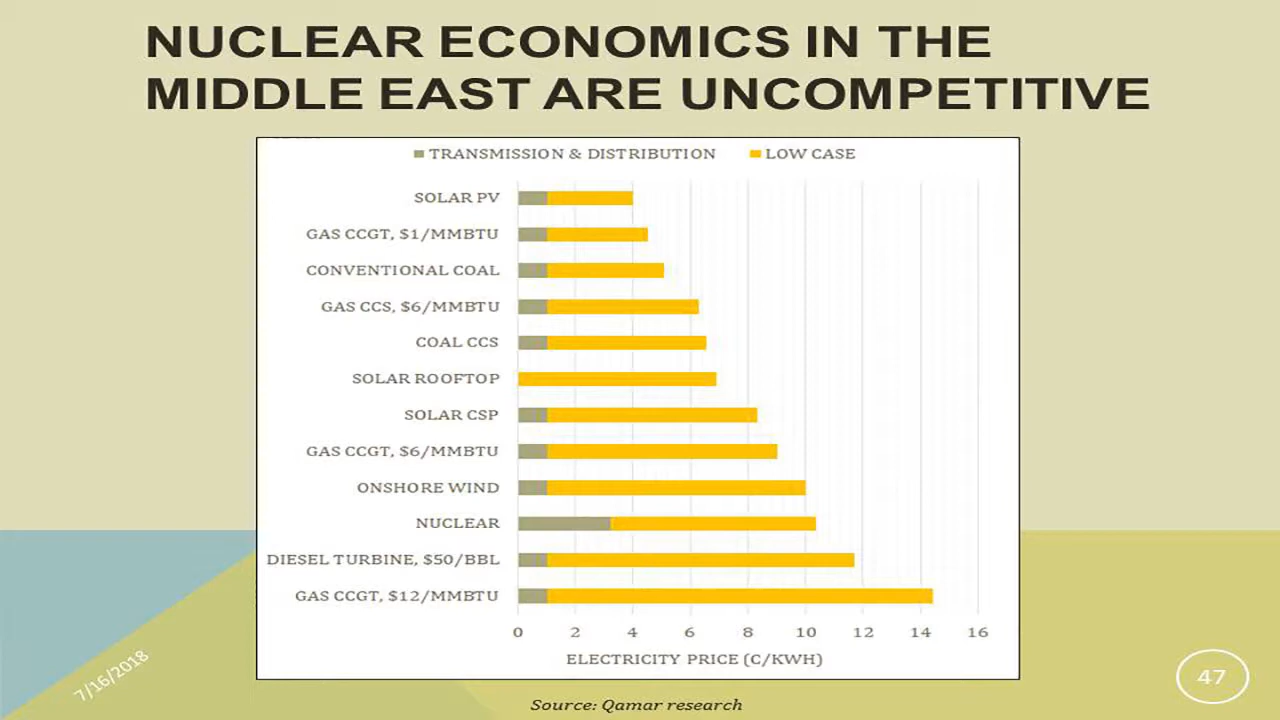 NUCLEAR ECONOMICS IN THE
MIDDLE EAST ARE UNCOMPETITIVE
TRANSMISSION & DISTRIBUTION LOW CASE
SOLAR PV
GAS CCGT, $1/MMBTU
CONVENTIONAL COAL
GAS CCS, $6/MMBTU
COAL CCS
SOLAR ROOFTOP
SOLAR CSP
GAS CCGT, $6/MMBTU
ONSHORE WIND
NUCLEAR
DIESEL TURBINE, $50/BBL
GAS CCGT, $12/MMBTU
0 2 4 6 8 10 12 14 16
ELECTRICITY PRICE (C/KWH)
7/16/2018
47
Source: Qamar research